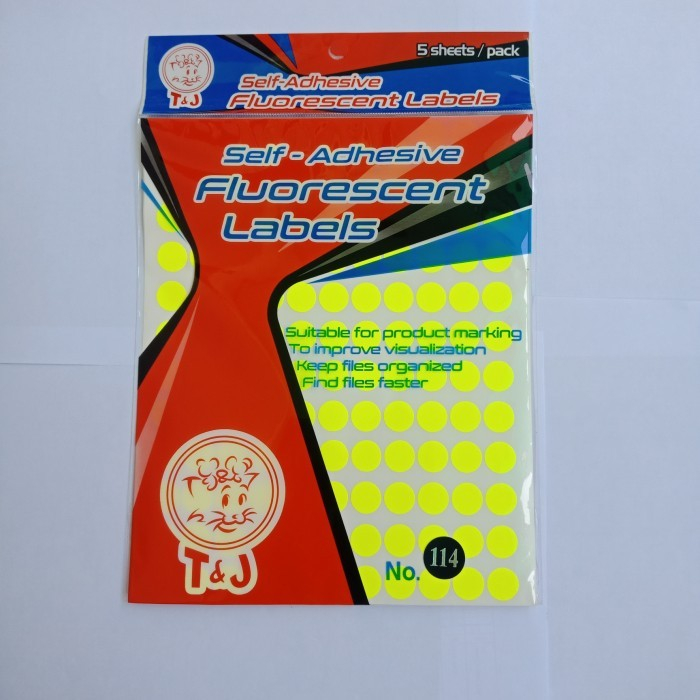 5 sheets / pack
Self-Adhesive
Fluorescent Labels
T&J
Self - Adhesive
Fluorescent
Labels
Suitable for product marking
To improve visualization
Keep files organized
Find files faster
T&J
No. 114